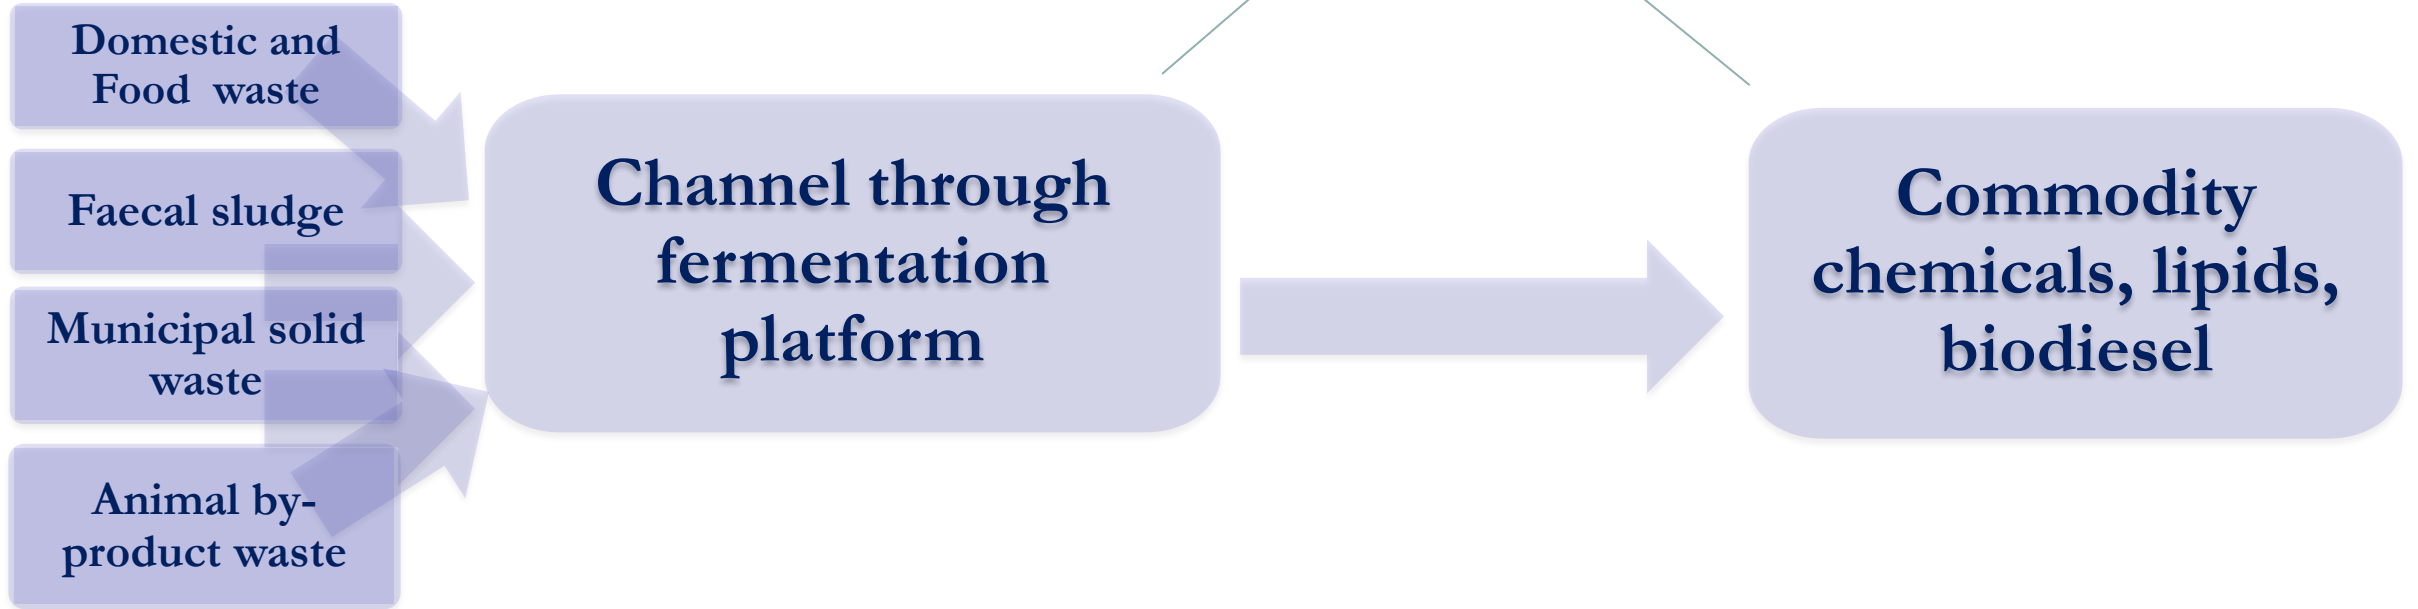 Domestic and
Food waste
Faecal sludge
Municipal solid
waste
Animal by-
product waste
Channel through
fermentation
platform
Commodity
chemicals, lipids,
biodiesel